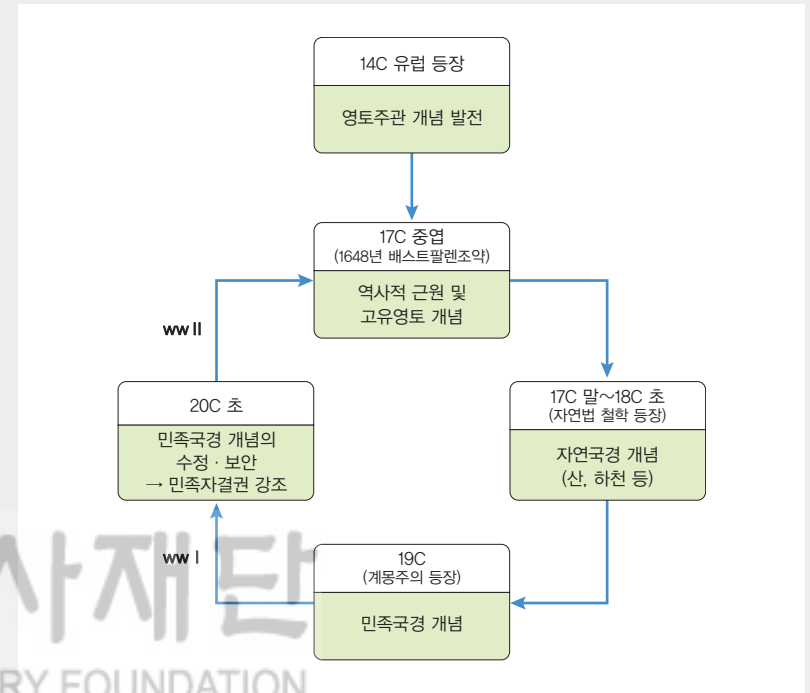 14C 유럽 등장
영토주관 개념 발전
17C 중엽
(1648년 배스트팔렌조약)
역사적 근원 및
고유영토 개념
17C 말~18C 초
(자연법 철학 등장)
자연국경 개념
(산, 하천 등)
19C
(계몽주의 등장)
민족국경 개념
ww I
20C 초
민족국경 개념의
수정 · 보안
→ 민족자결권 강조
ww II
사재단
RY FOUNDATION